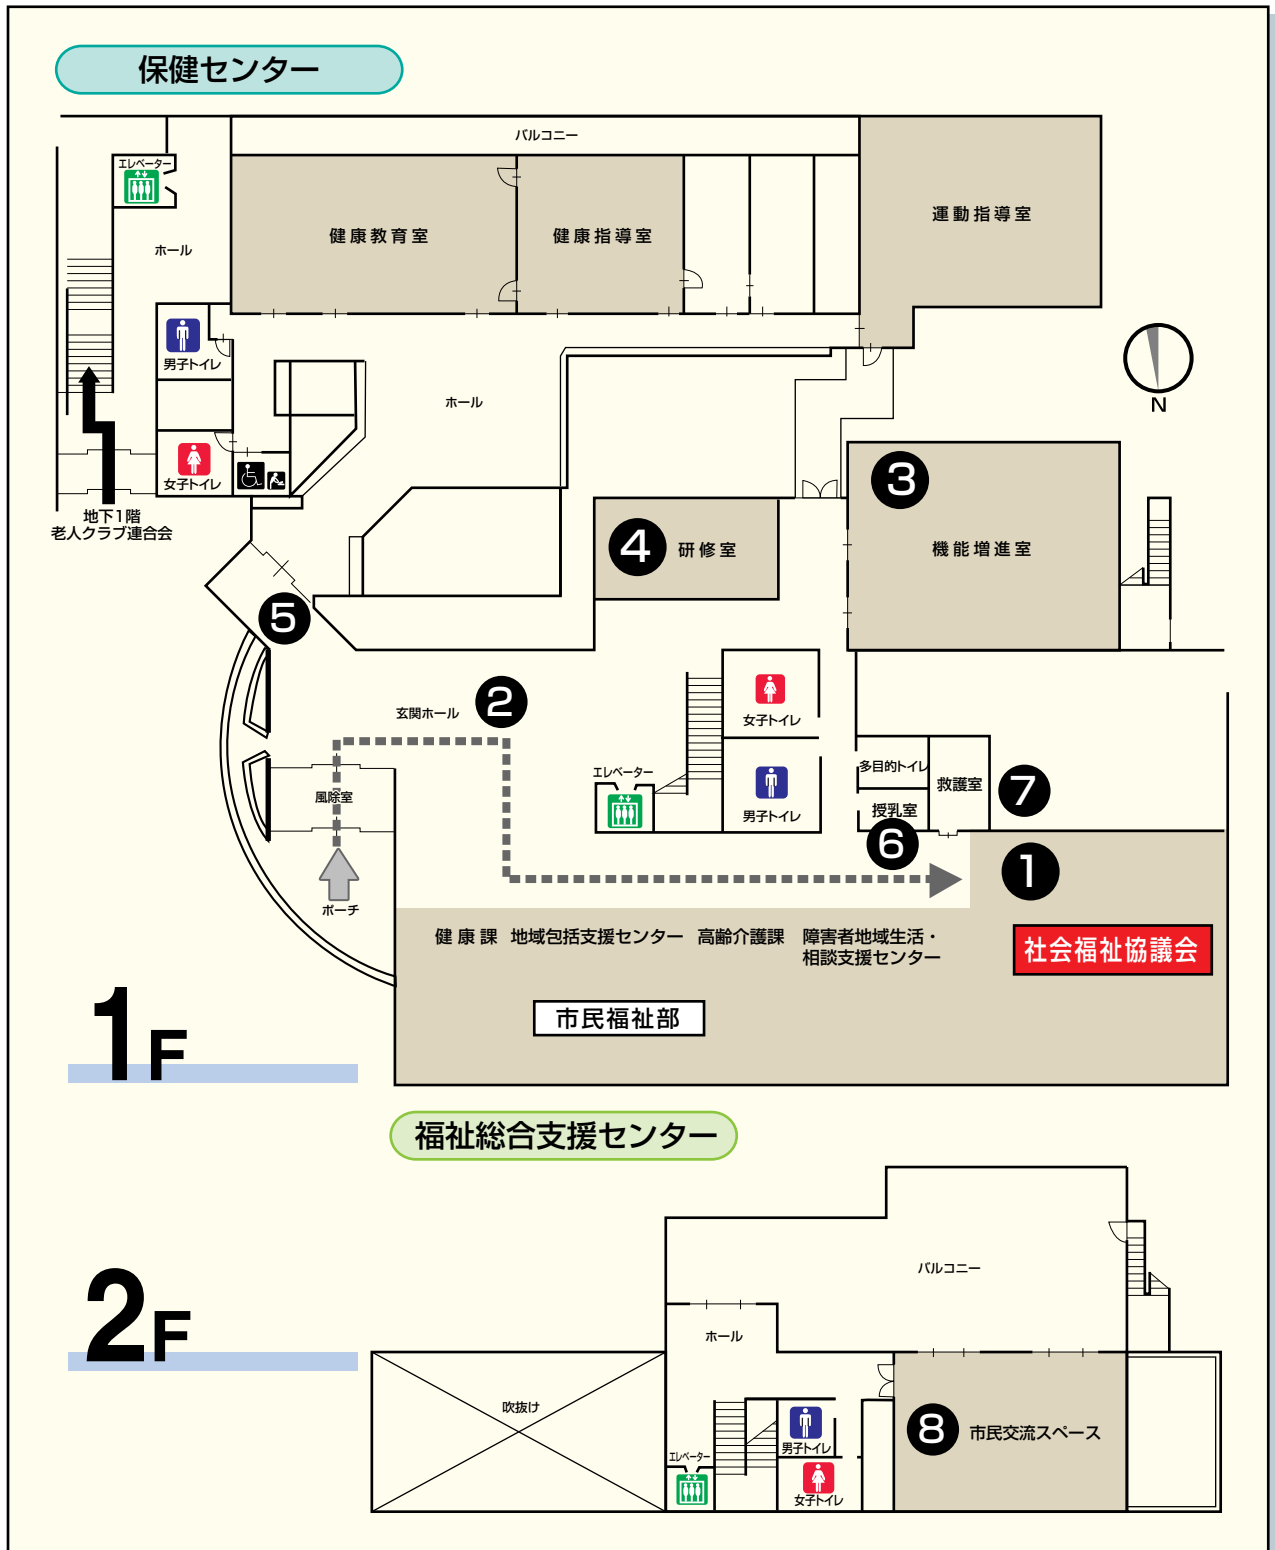 保健センター
バルコニー
エレベーター
ホール
健康教育室
健康指導室
運動指導室
男子トイレ
ホール
N
女子トイレ
地下1階
老人クラブ連合会
3
機能増進室
4
研修室
5
2
玄関ホール
女子トイレ
エレベーター
男子トイレ
多目的トイレ
救護室
7
風除室
授乳室
6
1
ポーチ
健康課
地域包括支援センター
高齢介護課
障害者地域生活・
相談支援センター
社会福祉協議会
市民福祉部
1F
福祉総合支援センター
バルコニー
2F
ホール
吹抜け
男子トイレ
8
市民交流スペース
エレベーター
女子トイレ